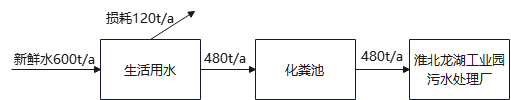 损耗120t/a
新鲜水600t/a
生活用水
480t/a
化粪池
480t/a
淮北龙湖工业园
污水处理厂